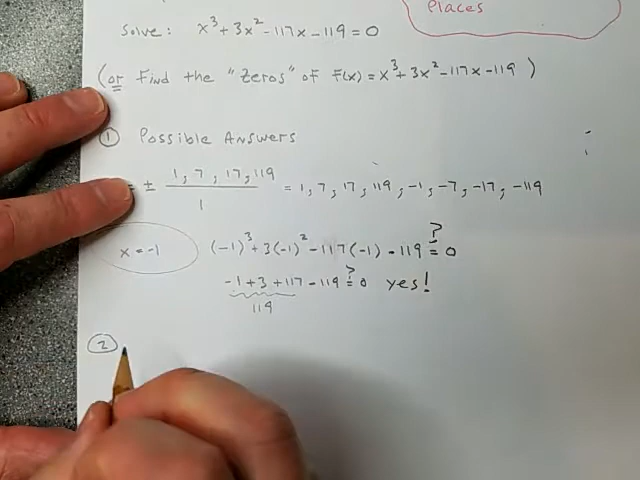 Places
Solve: x³ + 3x² - 117x - 119 = 0
(or Find the "Zeros" of F(x) = x³ + 3x² - 117x - 119)
① Possible Answers
= ± 1, 7, 17, 119 / 1 = 1, 7, 17, 119, -1, -7, -17, -119
x = -1 (-1)³ + 3(-1)² - 117(-1) - 119 ≟ 0
-1 + 3 + 117 - 119 ≟ 0 yes!
119
②